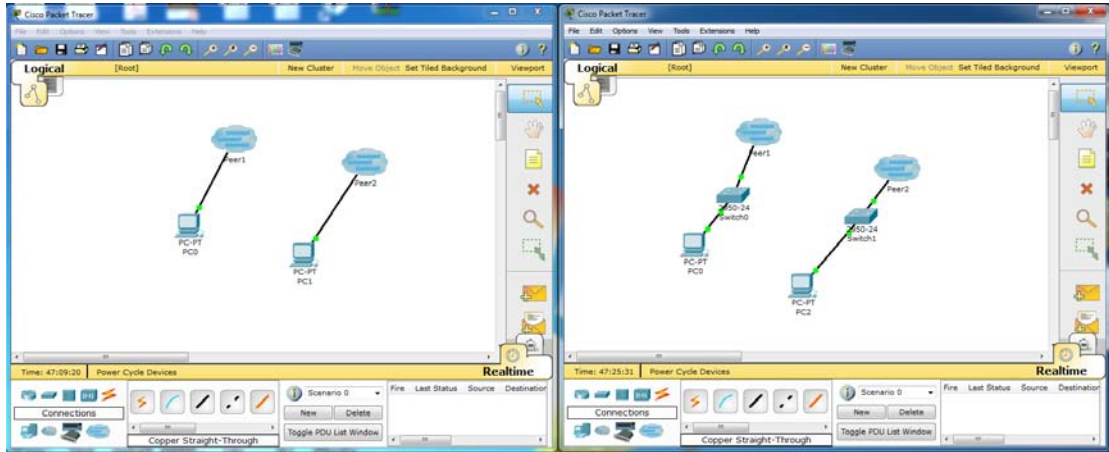 Cisco Packet Tracer
File Edit Options View Tools Extensions Help
Logical [Root] New Cluster Move Object Set Tiled Background Viewport
Peer1
Peer2
PC-PT
PC0
PC-PT
PC1
Time: 47:09:20 Power Cycle Devices Realtime
Connections
Copper Straight-Through
Scenario 0
New Delete
Toggle PDU List Window
Fire Last Status Source Destination
Cisco Packet Tracer
File Edit Options View Tools Extensions Help
Logical [Root] New Cluster Move Object Set Tiled Background Viewport
Peer1
Peer2
2950-24
Switch0
2950-24
Switch1
PC-PT
PC0
PC-PT
PC2
Time: 47:25:31 Power Cycle Devices Realtime
Connections
Copper Straight-Through
Scenario 0
New Delete
Toggle PDU List Window
Fire Last Status Source Destination